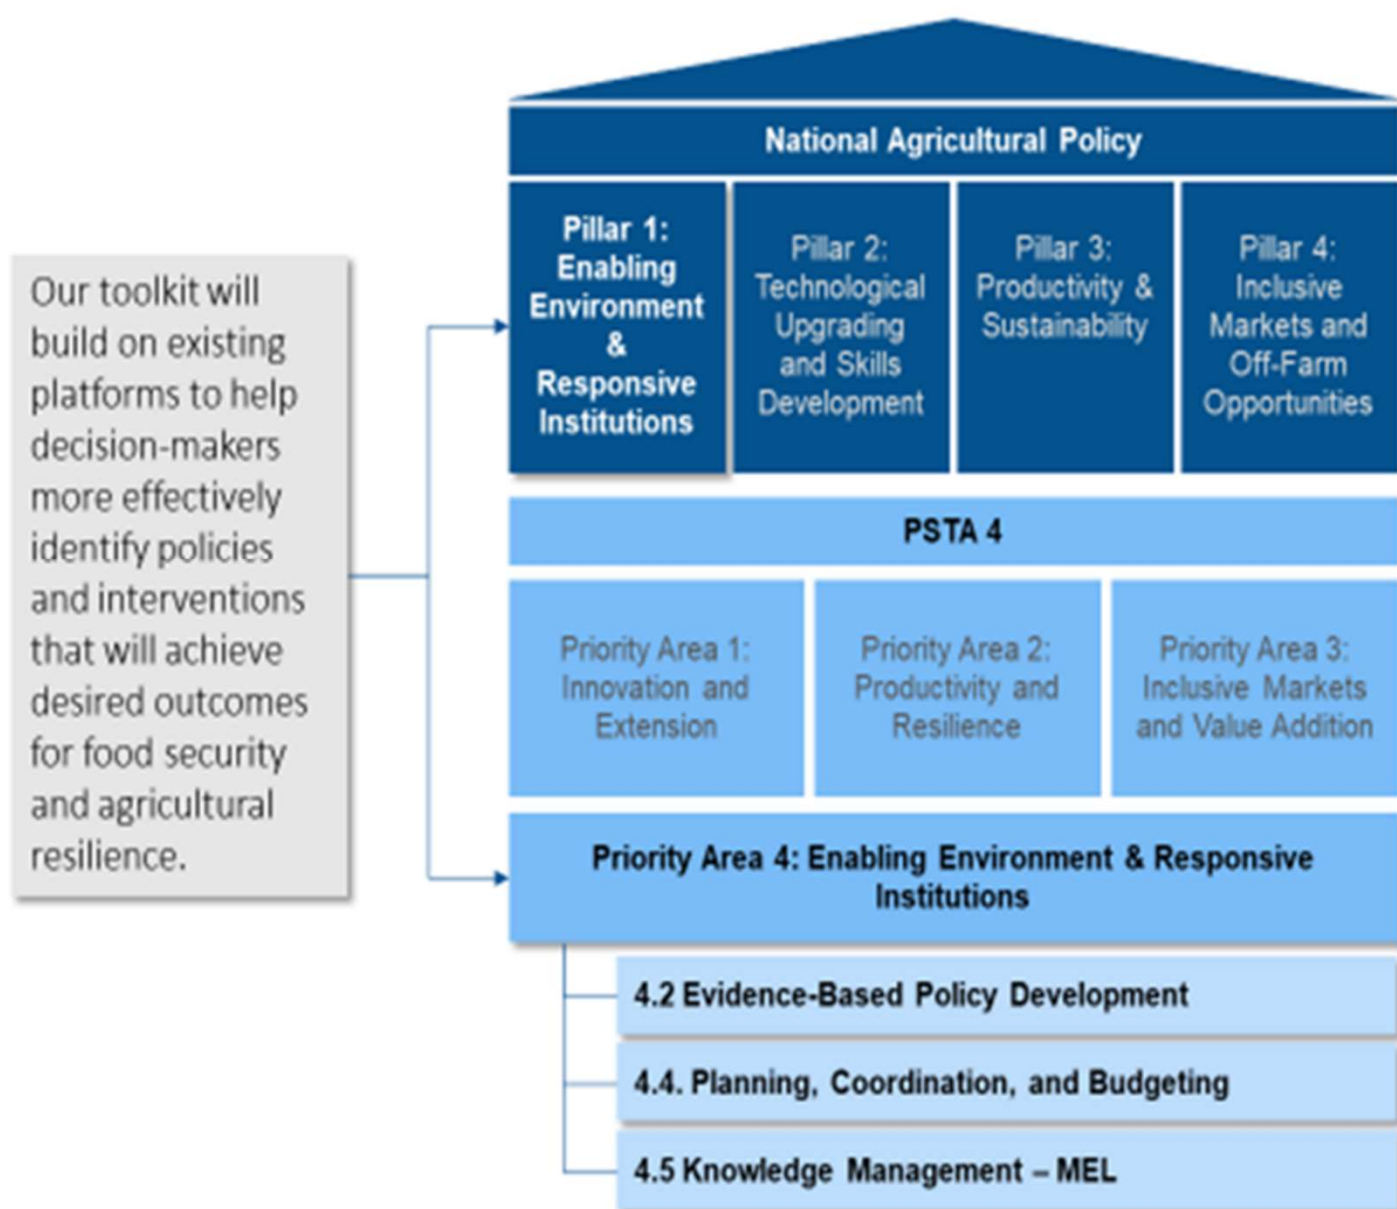 National Agricultural Policy
Pillar 1:
Enabling
Environment
&
Responsive
Institutions
Pillar 2:
Technological
Upgrading
and Skills
Development
Pillar 3:
Productivity &
Sustainability
Pillar 4:
Inclusive
Markets and
Off-Farm
Opportunities
Our toolkit will
build on existing
platforms to help
decision-makers
more effectively
identify policies
and interventions
that will achieve
desired outcomes
for food security
and agricultural
resilience.
PSTA 4
Priority Area 1:
Innovation and
Extension
Priority Area 2:
Productivity and
Resilience
Priority Area 3:
Inclusive Markets
and Value Addition
Priority Area 4: Enabling Environment & Responsive
Institutions
4.2 Evidence-Based Policy Development
4.4. Planning, Coordination, and Budgeting
4.5 Knowledge Management – MEL